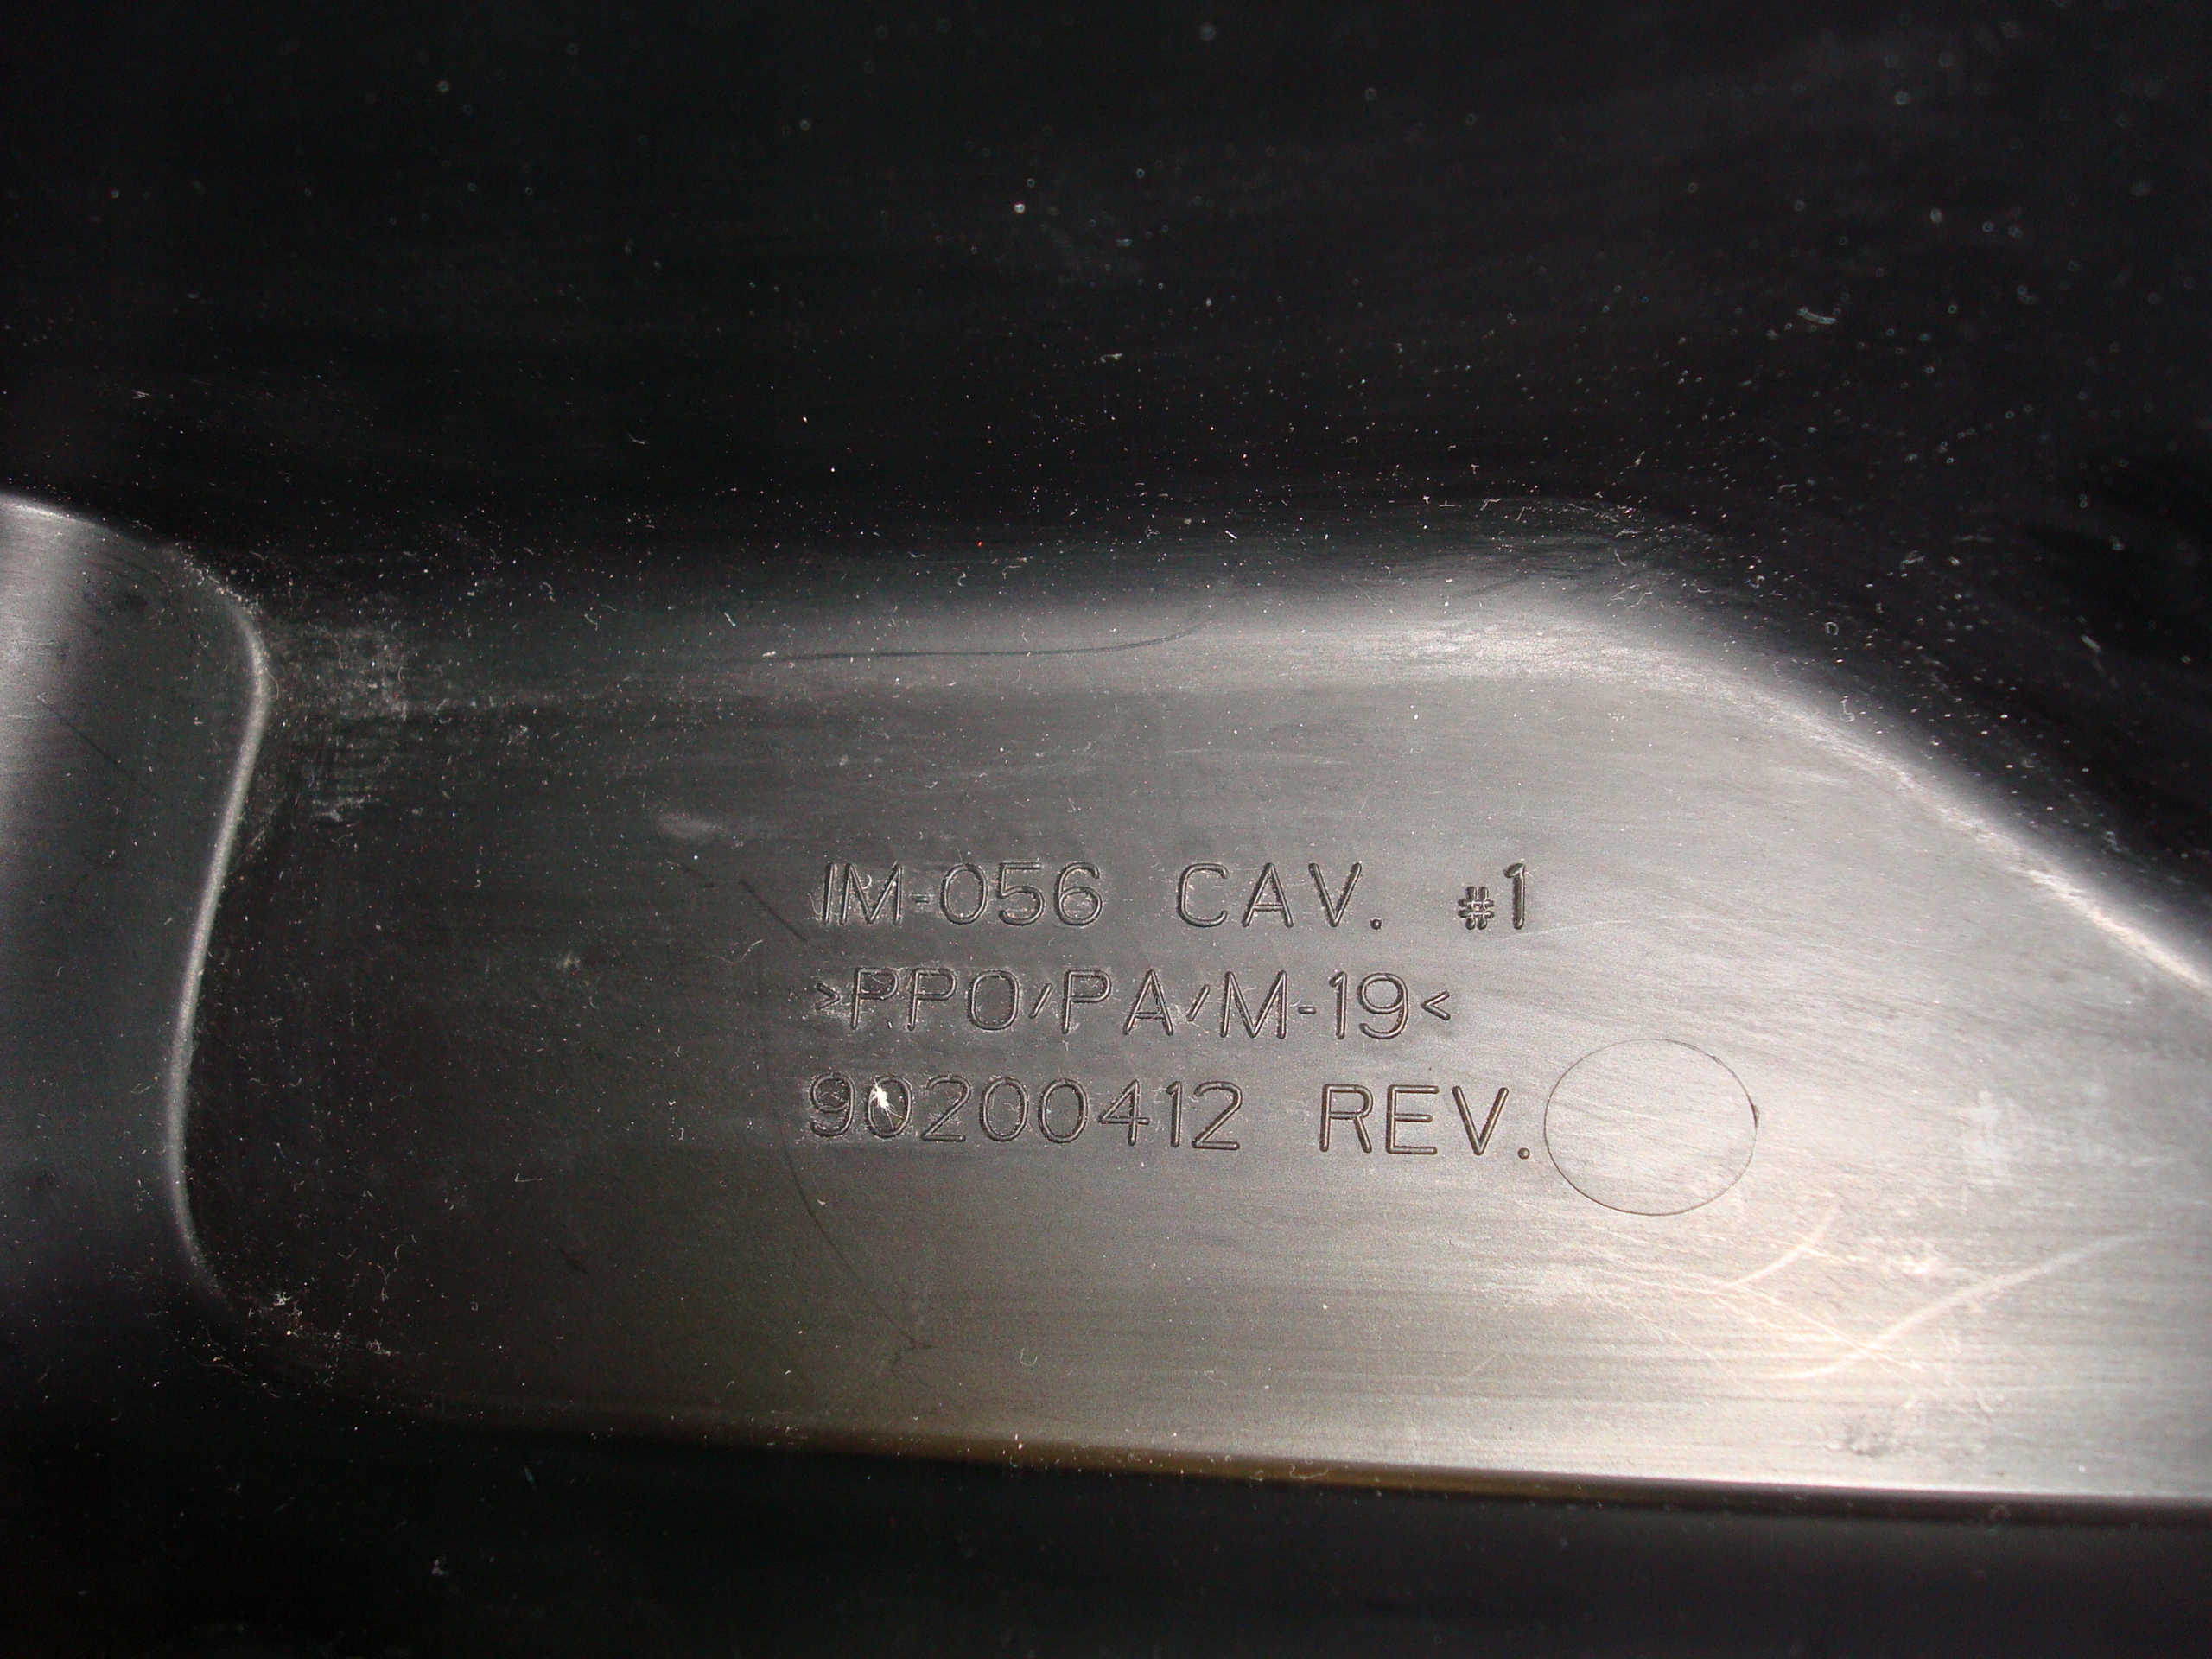 IM-056 CAV. #1
>PPO/PA/M-19<
90200412 REV.